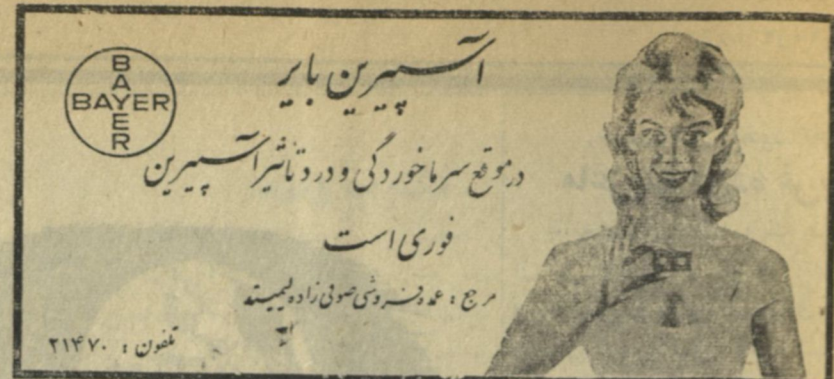 BAYER
BAYER
آسپیرین بایر
در موقع سرماخوردگی و درد تأثیر آسپیرین
فوری است
مرجع : عمده فروشی صوفی زاده لیمیتد
تلفون : ۲۱۴۷۰